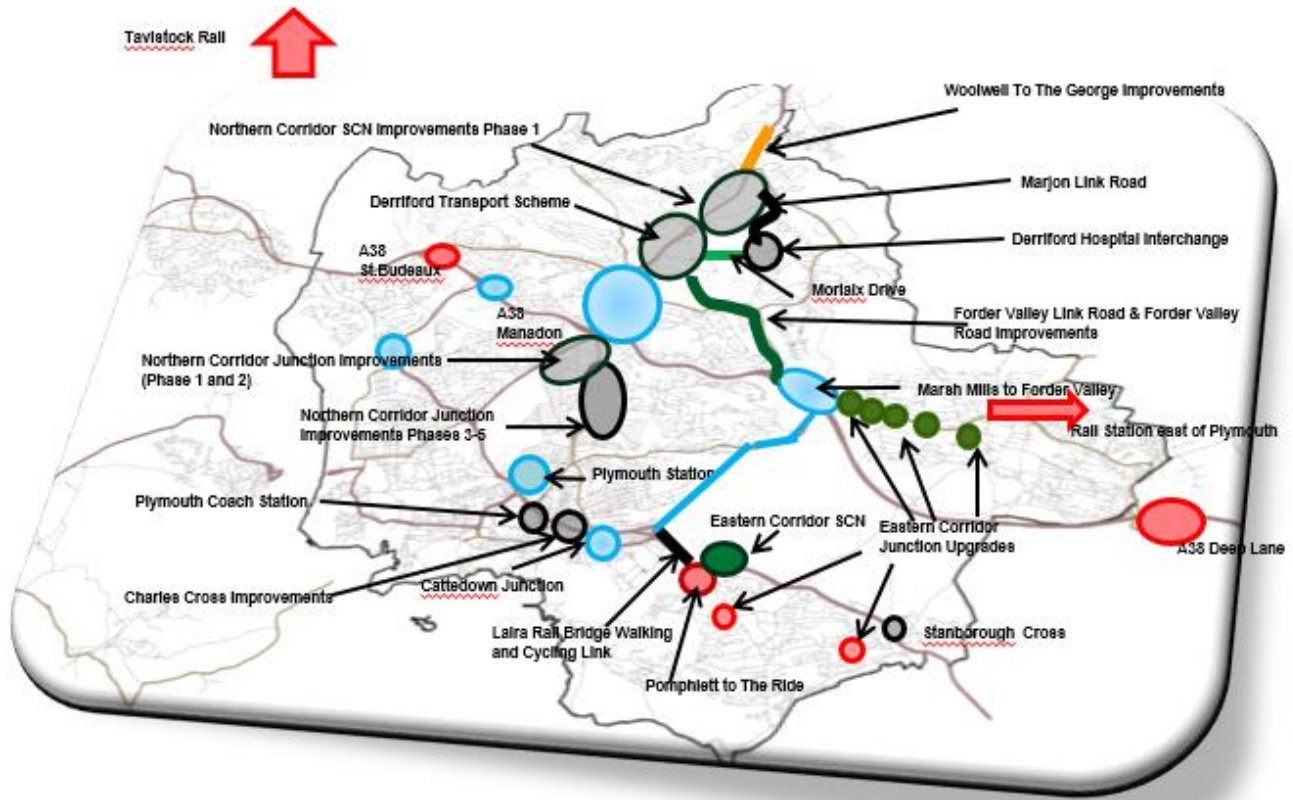 Tavistock Rail
Woolwell To The George Improvements
Northern Corridor SCN Improvements Phase 1
Marjon Link Road
Derriford Transport Scheme
Derriford Hospital Interchange
A38
St.Budeaux
Morlaix Drive
A38
Manadon
Forder Valley Link Road & Forder Valley
Road Improvements
Northern Corridor Junction Improvements
(Phase 1 and 2)
Marsh Mills to Forder Valley
Northern Corridor Junction
Improvements Phases 3-5
Rail Station east of Plymouth
Plymouth Station
Plymouth Coach Station
Eastern Corridor SCN
Eastern Corridor
Junction Upgrades
A38 Deep Lane
Cattedown Junction
Charles Cross Improvements
Laira Rail Bridge Walking
and Cycling Link
Stanborough Cross
Pomphlett to The Ride